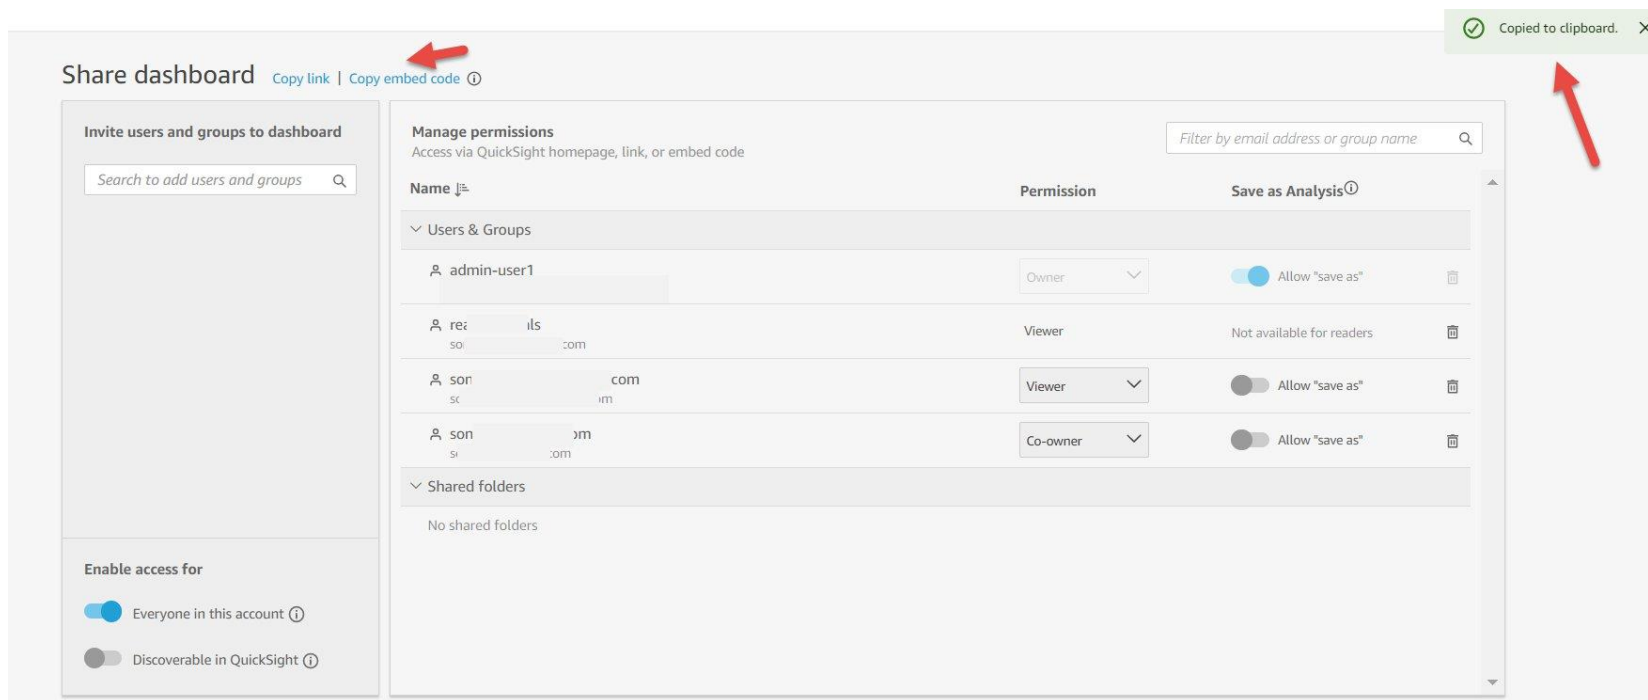 Copied to clipboard.
Share dashboard Copy link | Copy embed code
Invite users and groups to dashboard
Search to add users and groups
Manage permissions
Access via QuickSight homepage, link, or embed code
Filter by email address or group name
Name Permission Save as Analysis
Users & Groups
admin-user1
Owner Allow "save as"
Viewer Not available for readers
com
com
Viewer Allow "save as"
Co-owner Allow "save as"
Shared folders
No shared folders
Enable access for
Everyone in this account
Discoverable in QuickSight